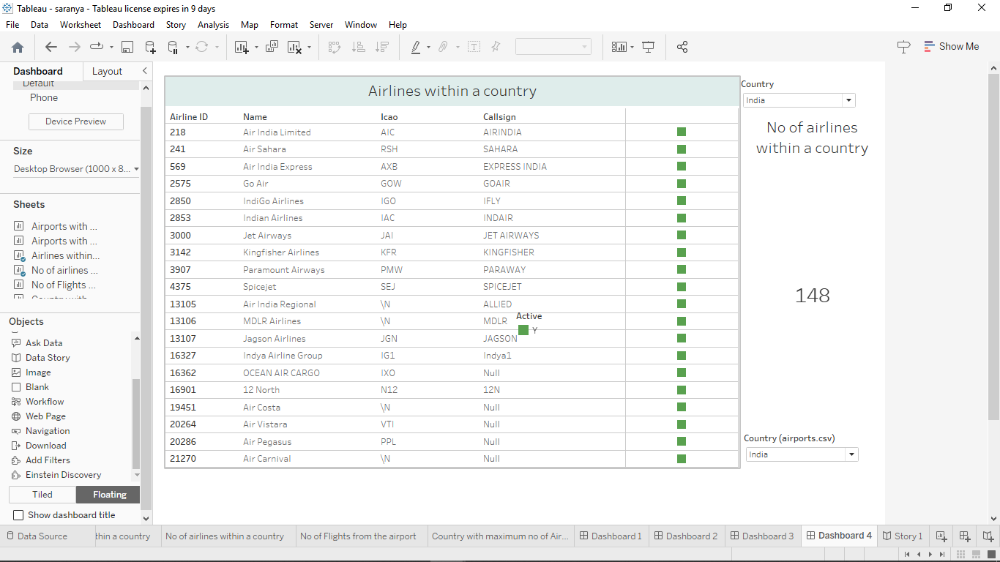 Tableau - saranya - Tableau license expires in 9 days
File Data Worksheet Dashboard Story Analysis Map Format Server Window Help
Show Me
Dashboard Layout
Default
Phone
Device Preview
Size
Desktop Browser (1000 x 8...
Sheets
Airports with ...
Airports with ...
Airlines within...
No of airlines ...
No of Flights ...
Country with
Objects
Ask Data
Data Story
Image
Blank
Workflow
Web Page
Navigation
Download
Add Filters
Einstein Discovery
Tiled Floating
Show dashboard title
Airlines within a country
Airline ID Name Icao Callsign
218 Air India Limited AIC AIRINDIA
241 Air Sahara RSH SAHARA
569 Air India Express AXB EXPRESS INDIA
2575 Go Air GOW GOAIR
2850 IndiGo Airlines IGO IFLY
2853 Indian Airlines IAC INDAIR
3000 Jet Airways JAI JET AIRWAYS
3142 Kingfisher Airlines KFR KINGFISHER
3907 Paramount Airways PMW PARAWAY
4375 Spicejet SEJ SPICEJET
13105 Air India Regional \N ALLIED
13106 MDLR Airlines \N MDLR
13107 Jagson Airlines JGN JAGSON
16327 Indya Airline Group IG1 Indya1
16362 OCEAN AIR CARGO IXO Null
16901 12 North N12 12N
19451 Air Costa \N Null
20264 Air Vistara VTI Null
20286 Air Pegasus PPL Null
21270 Air Carnival \N Null
Active
Y
Country
India
No of airlines
within a country
148
Country (airports.csv)
India
Data Source thin a country No of airlines within a country No of Flights from the airport Country with maximum no of Air... Dashboard 1 Dashboard 2 Dashboard 3 Dashboard 4 Story 1